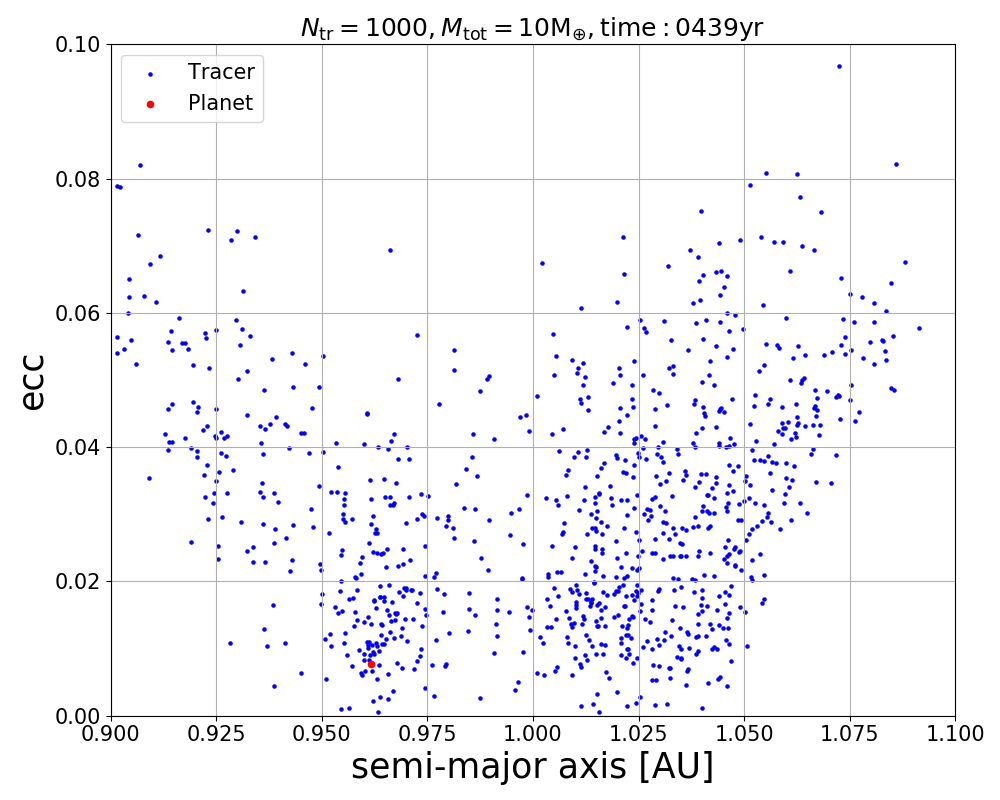 N_tr = 1000, M_tot = 10M_⊕, time : 0439yr
Tracer
Planet
ecc
0.10
0.08
0.06
0.04
0.02
0.00
0.900 0.925 0.950 0.975 1.000 1.025 1.050 1.075 1.100
semi-major axis [AU]